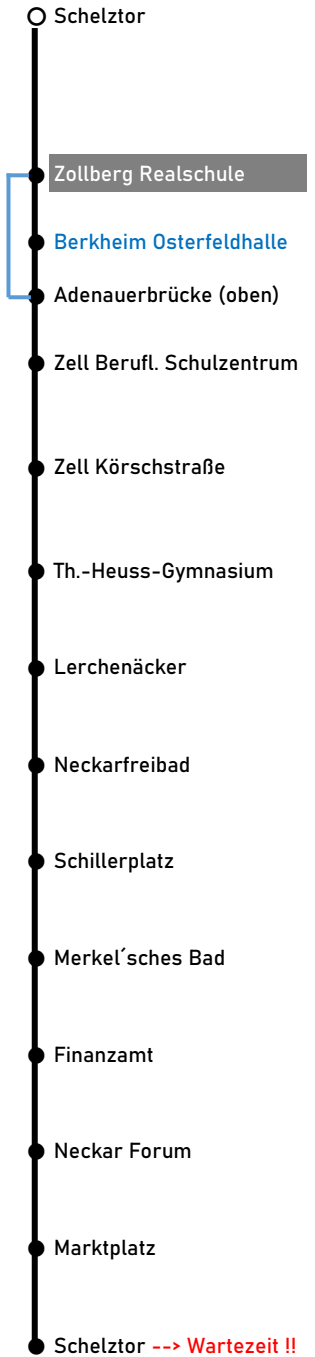 Schelztor
Zollberg Realschule
Berkheim Osterfeldhalle
Adenauerbrücke (oben)
Zell Berufl. Schulzentrum
Zell Körschstraße
Th.-Heuss-Gymnasium
Lerchenäcker
Neckarfreibad
Schillerplatz
Merkel´sches Bad
Finanzamt
Neckar Forum
Marktplatz
Schelztor --> Wartezeit !!